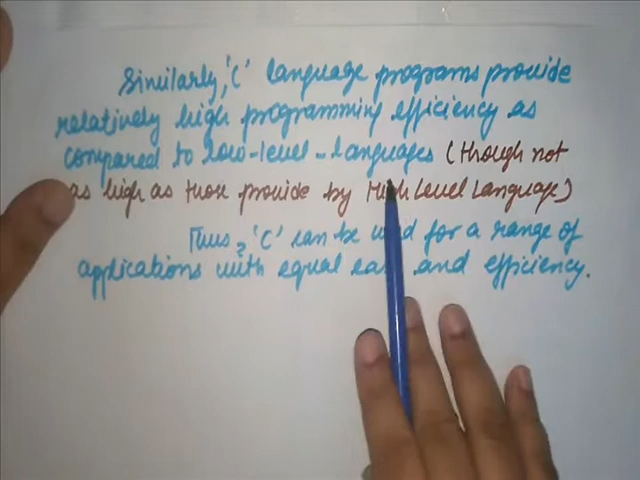 Similarly, 'C' language programs provide
relatively high programming efficiency as
compared to low-level-languages (though not
as high as those provide by High Level Language)
Thus, 'C' can be used for a range of
applications with equal ease and efficiency.